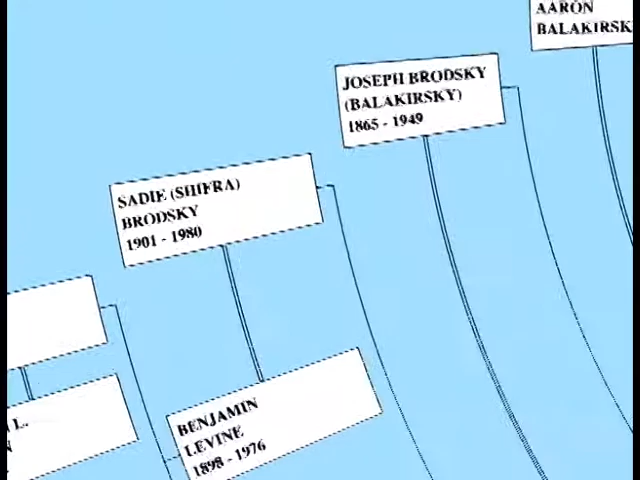 AARON
BALAKIRSK
JOSEPH BRODSKY
(BALAKIRSKY)
1865 - 1949
SADIE (SHIFRA)
BRODSKY
1901 - 1980
BENJAMIN
LEVINE
1898 - 1976
L.
N